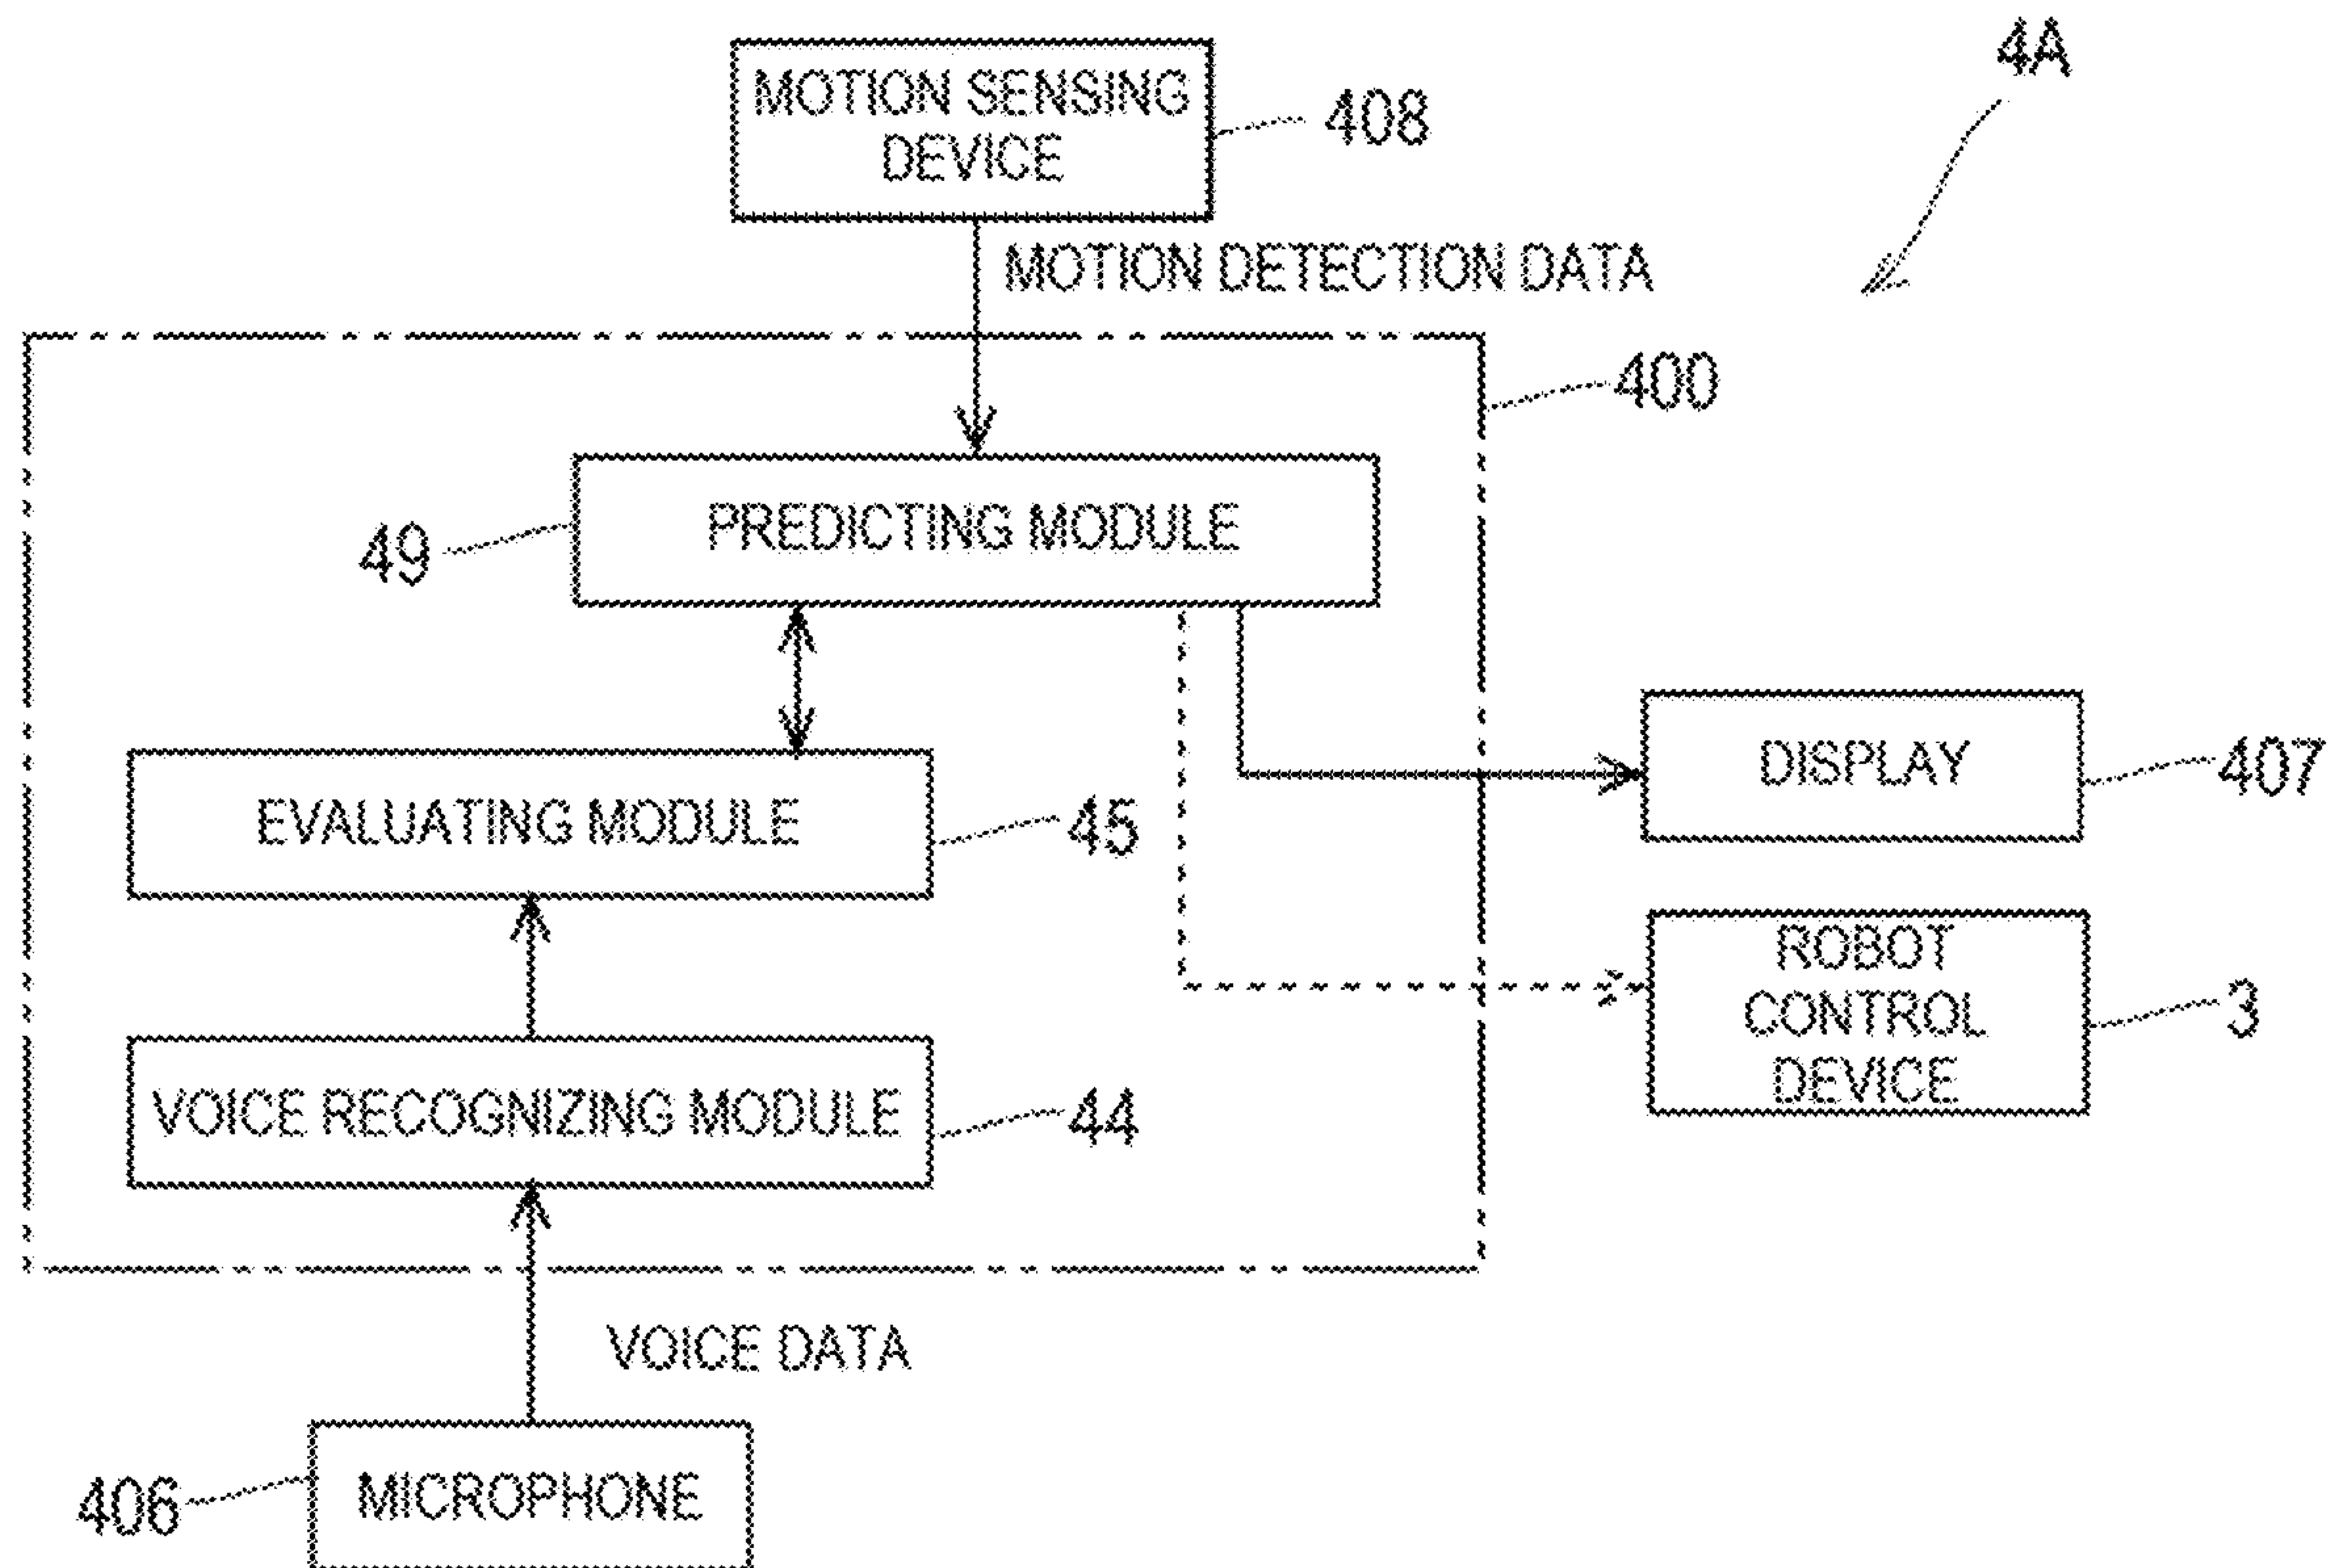 4A
MOTION SENSING
DEVICE
408
MOTION DETECTION DATA
400
PREDICTING MODULE
49
DISPLAY
407
EVALUATING MODULE
45
ROBOT
CONTROL
DEVICE
3
VOICE RECOGNIZING MODULE
44
VOICE DATA
MICROPHONE
406